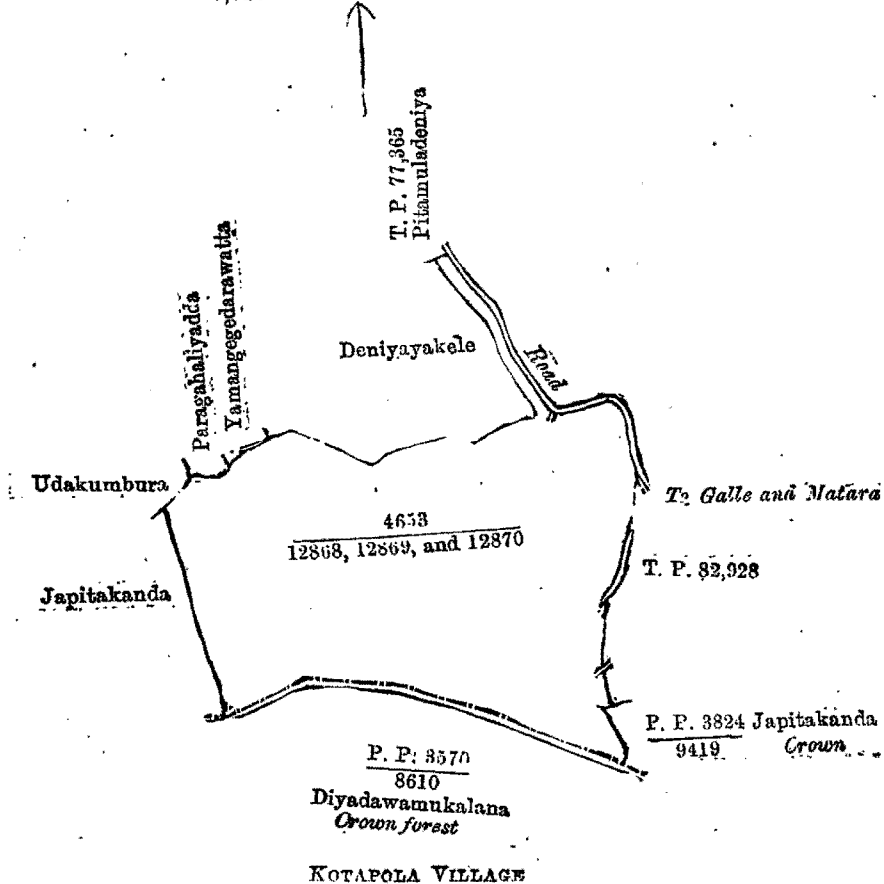 T. P. 77,365
Pitamuladeniya
Paragahaliyadda
Yamangegedarawatta
Deniyayakele
Road
Udakumbura
To Galle and Matara
4653
12868, 12869, and 12870
T. P. 82,928
Japitakanda
P. P. 3824 Japitakanda
9419 Crown
P. P. 3570
8610
Diyadawamukalana
Crown forest
KOTAPOLA VILLAGE